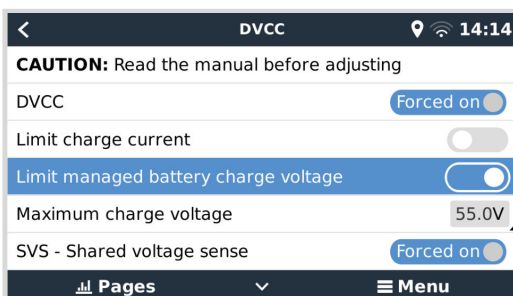 DVCC 14:14
CAUTION: Read the manual before adjusting
DVCC Forced on
Limit charge current
Limit managed battery charge voltage
Maximum charge voltage 55.0V
SVS - Shared voltage sense Forced on
Pages Menu